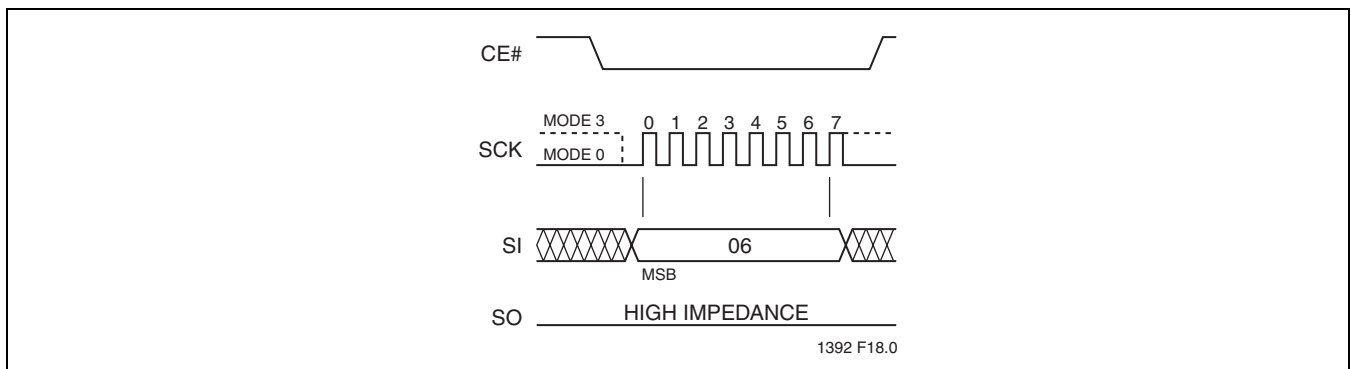 CE#
MODE 3
0 1 2 3 4 5 6 7
SCK
MODE 0
SI
06
MSB
SO
HIGH IMPEDANCE
1392 F18.0